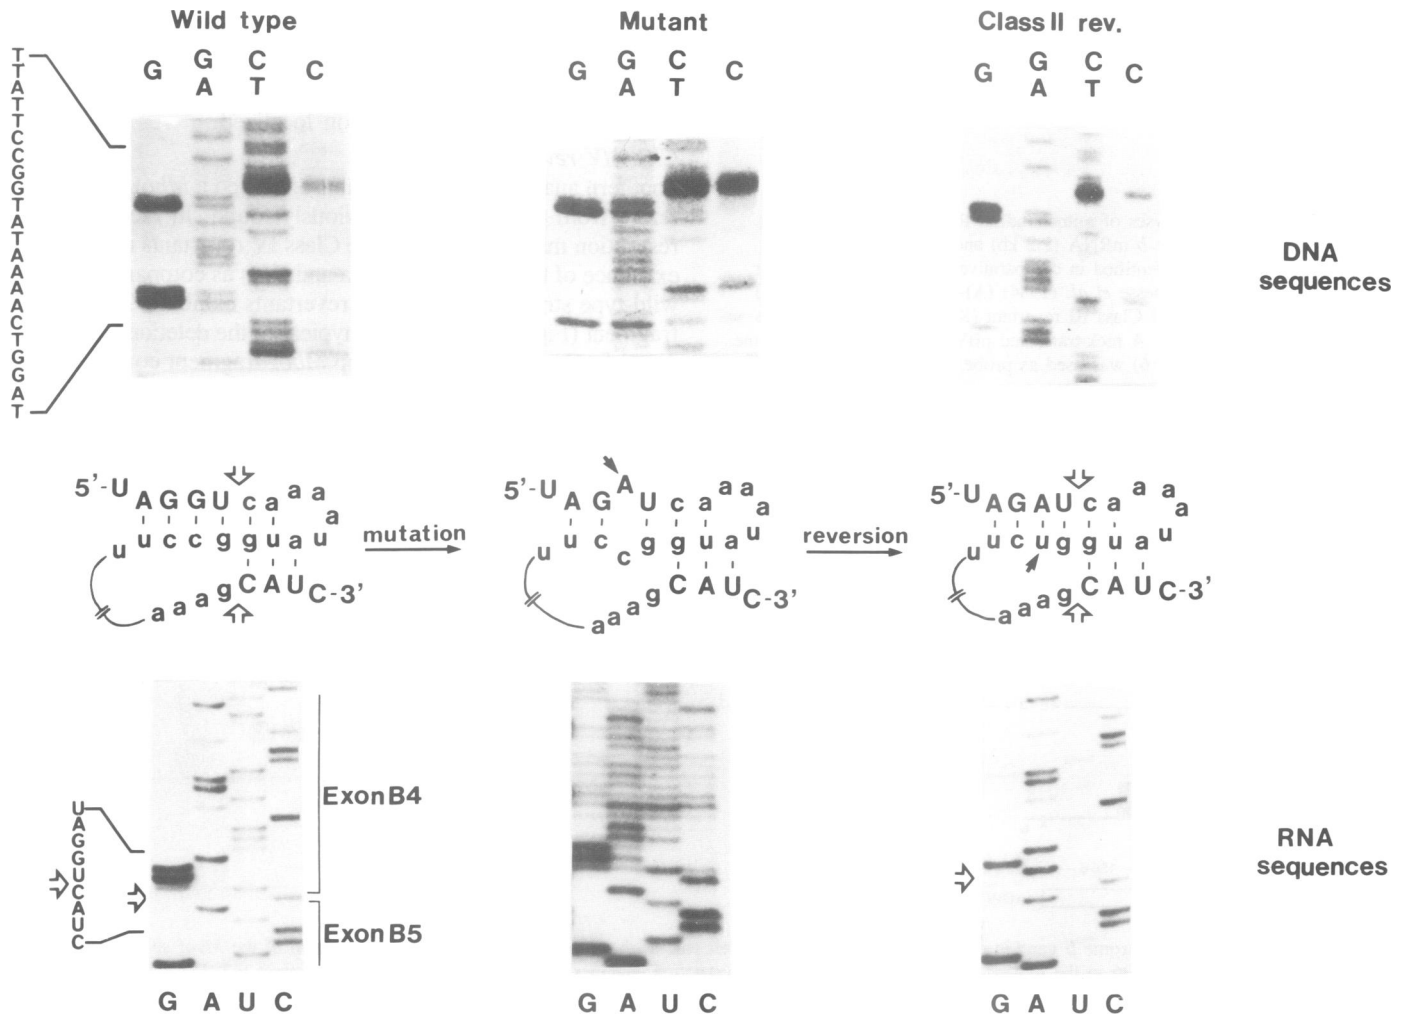 Wild type
Mutant
Class II rev.
G
G
A
C
T
C
G
G
A
C
T
C
G
G
A
C
T
C
T
T
A
T
T
C
C
G
G
T
A
T
A
A
A
A
C
T
G
G
A
T
DNA
sequences
5'-U A G G U c a a a a u
u u c c g g u a
a a a g C A U C-3'
mutation
5'-U A G A U c a a a a u
u u c c g g u a
a a a g C A U C-3'
reversion
5'-U A G A U c a a a a u
u u c u g g u a
a a a g C A U C-3'
U
A
G
G
U
C
A
U
C
Exon B4
Exon B5
RNA
sequences
G A U C
G A U C
G A U C